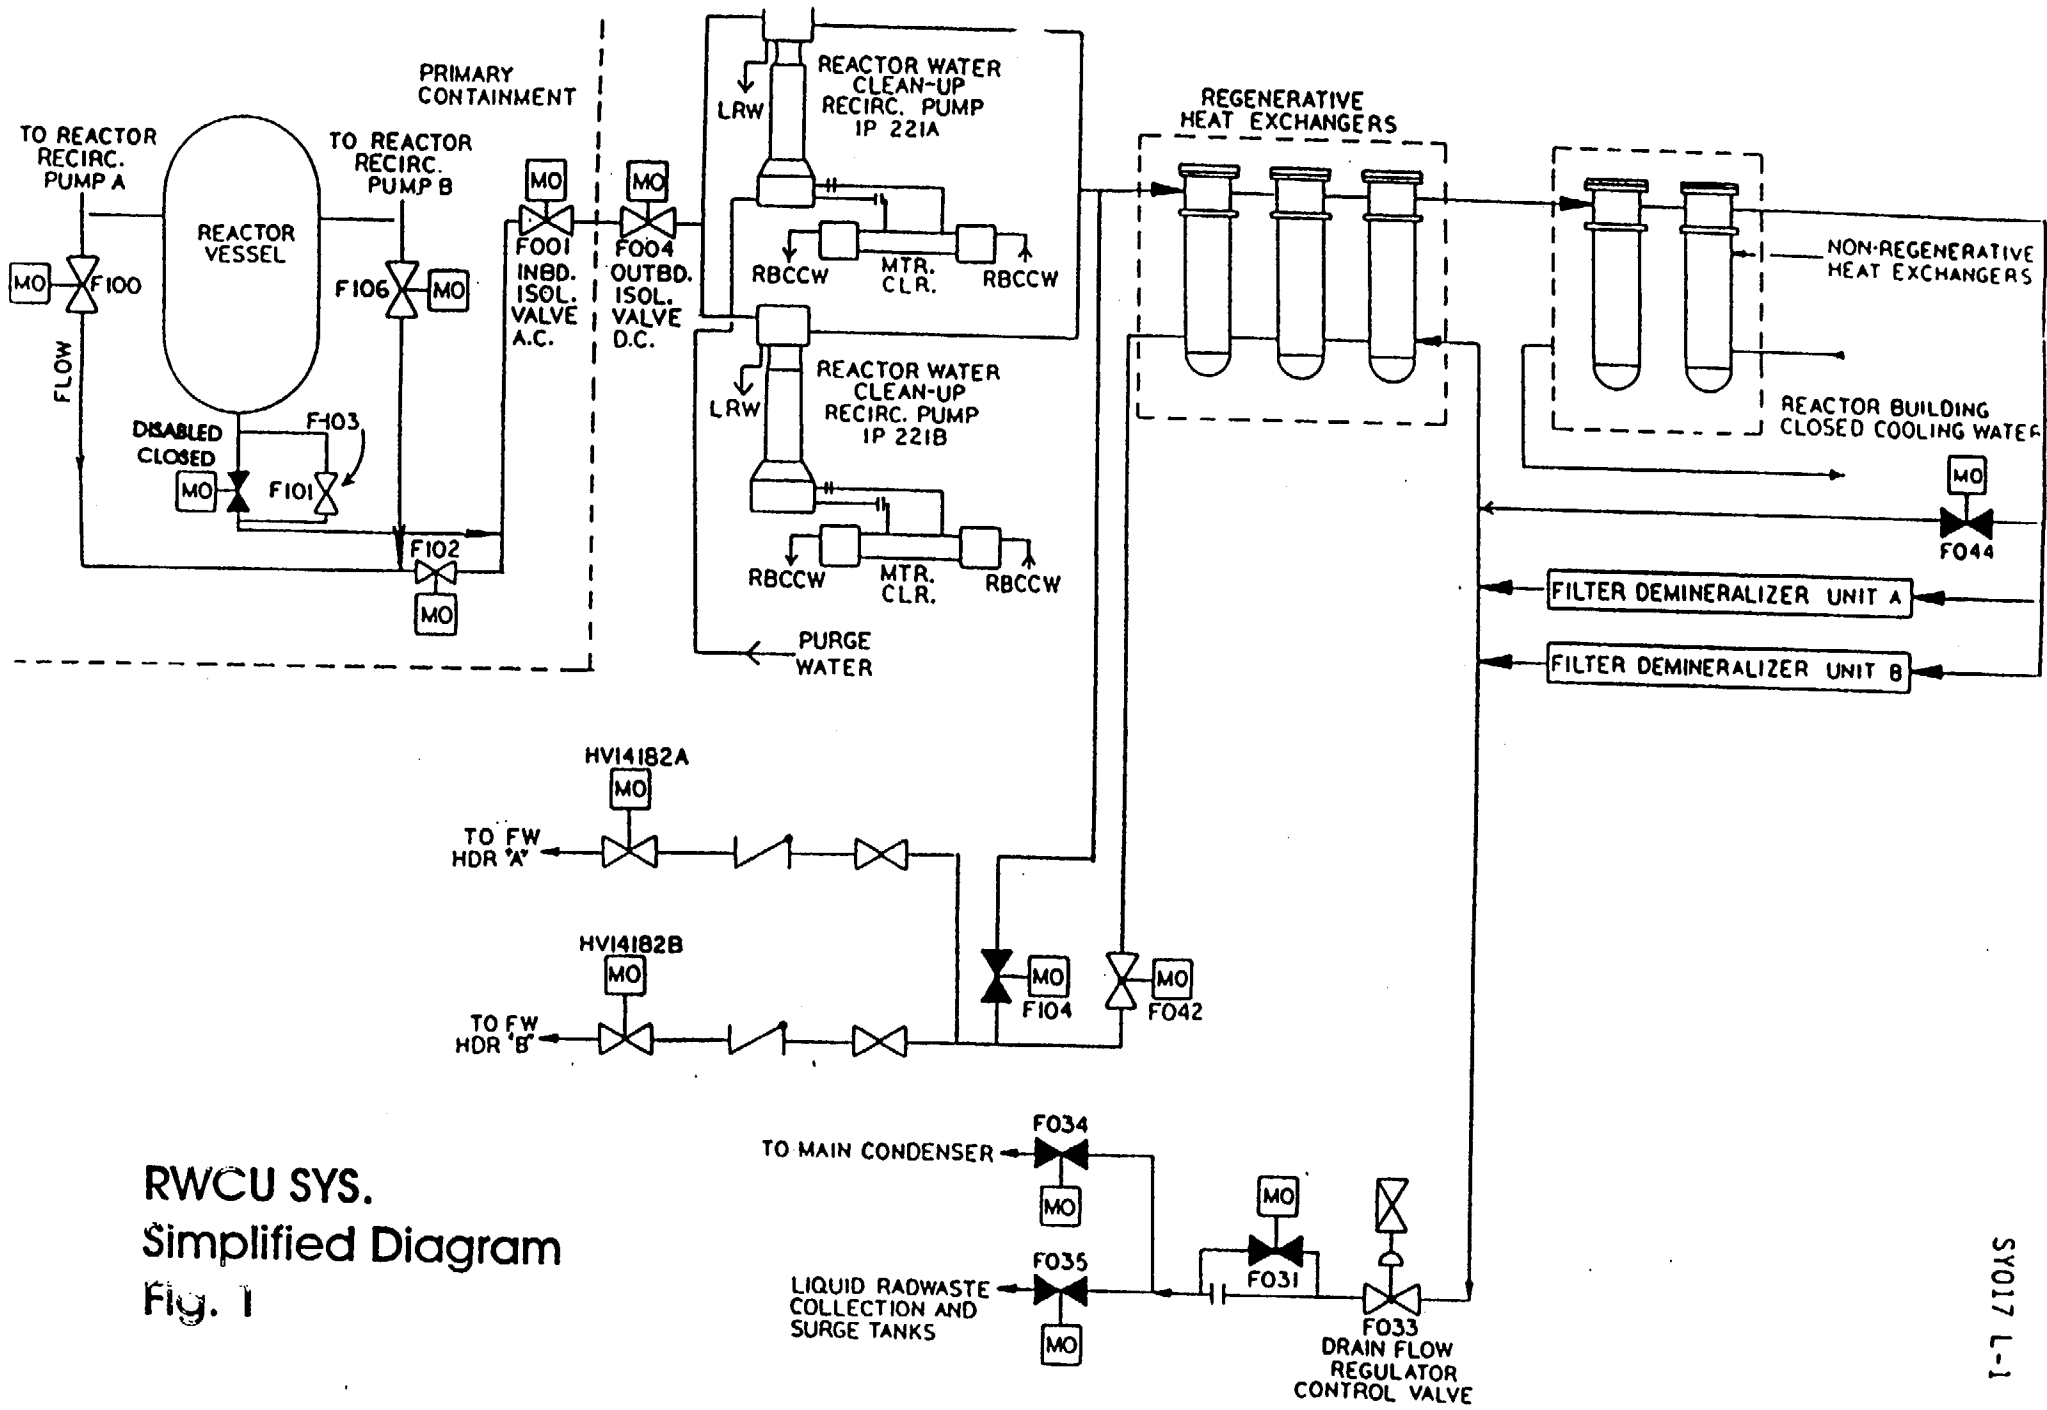 PRIMARY
CONTAINMENT
TO REACTOR
RECIRC.
PUMP A
TO REACTOR
RECIRC.
PUMP B
REACTOR
VESSEL
MO
F100
F106
MO
FLOW
DISABLED
CLOSED
F-103
MO
F101
F102
MO
MO
F001
INBD.
ISOL.
VALVE
A.C.
MO
F004
OUTBD.
ISOL.
VALVE
D.C.
LRW
REACTOR WATER
CLEAN-UP
RECIRC. PUMP
1P 221A
RBCCW
MTR.
CLR.
RBCCW
LRW
REACTOR WATER
CLEAN-UP
RECIRC. PUMP
1P 221B
RBCCW
MTR.
CLR.
RBCCW
PURGE
WATER
REGENERATIVE
HEAT EXCHANGERS
NON-REGENERATIVE
HEAT EXCHANGERS
REACTOR BUILDING
CLOSED COOLING WATER
MO
F044
FILTER DEMINERALIZER UNIT A
FILTER DEMINERALIZER UNIT B
HV14182A
MO
TO FW
HDR "A"
HV14182B
MO
TO FW
HDR "B"
MO
F104
MO
F042
F034
TO MAIN CONDENSER
MO
F035
LIQUID RADWASTE
COLLECTION AND
SURGE TANKS
MO
MO
F031
F033
DRAIN FLOW
REGULATOR
CONTROL VALVE
RWCU SYS.
Simplified Diagram
Fig. 1
SY017 L-1